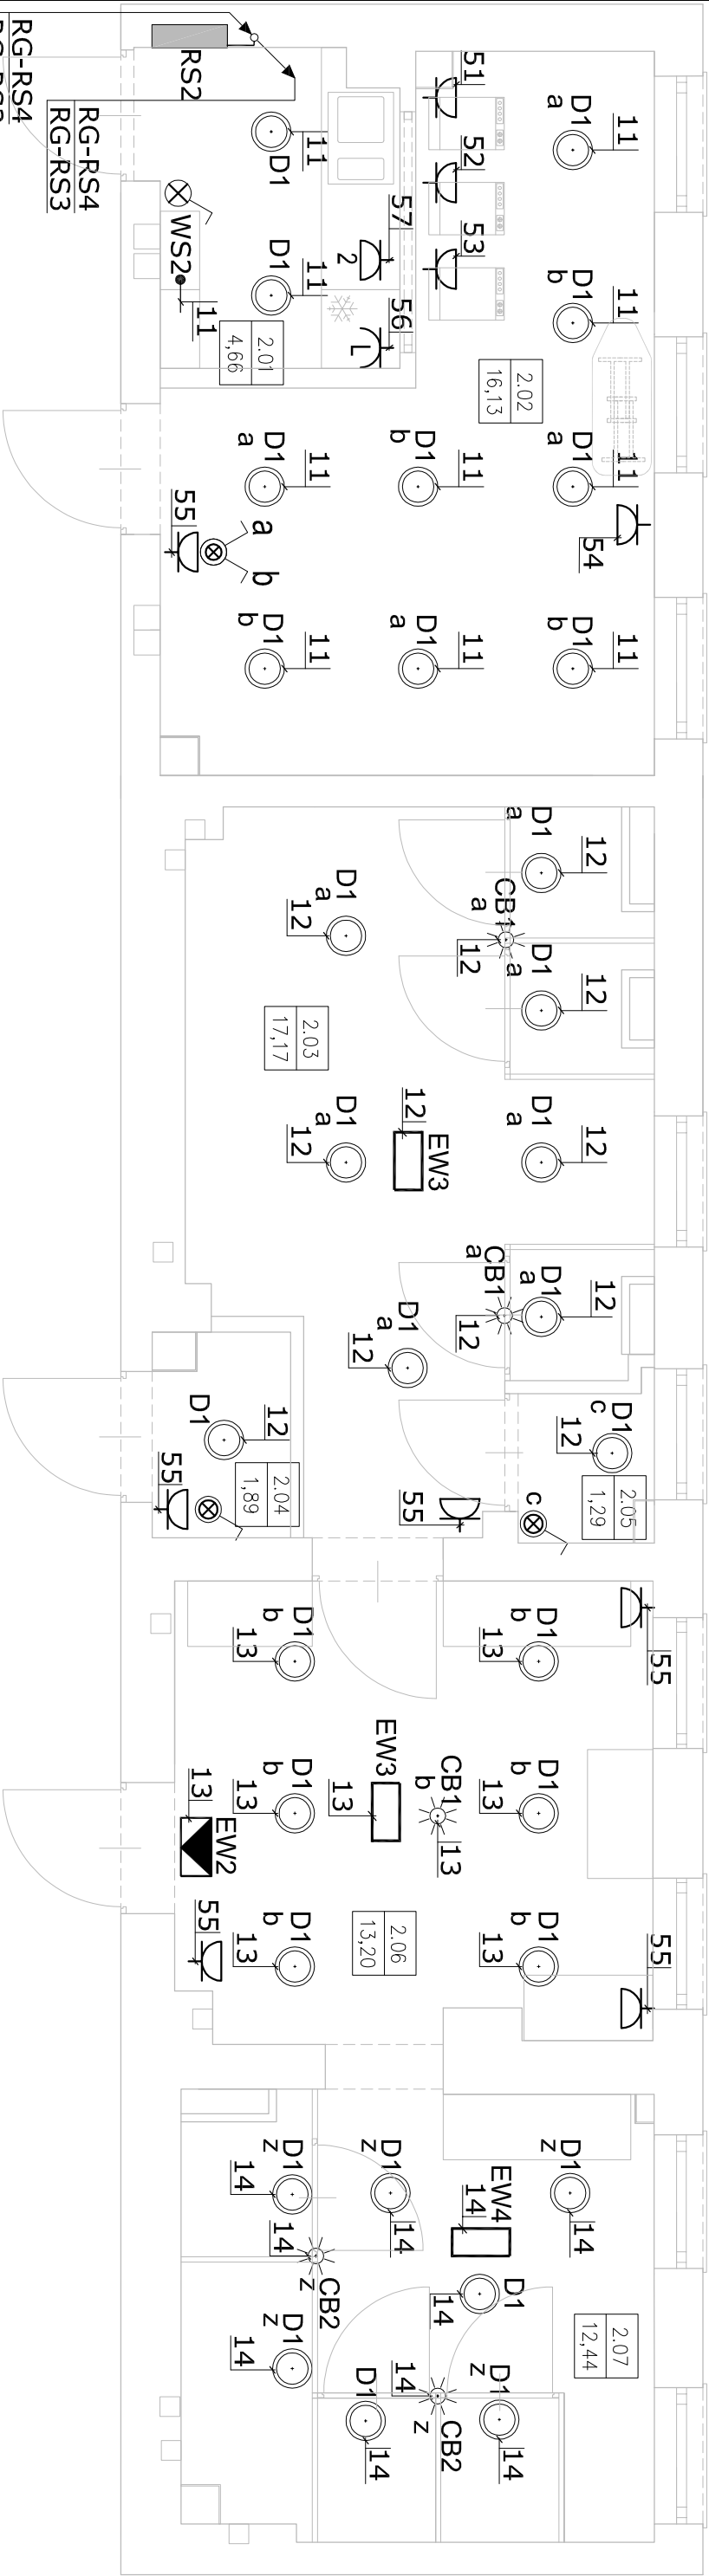 RG-RS4
RG-RS4
RG-RS3
RS2
51
52
53
11
D1
a
11
D1
b
11
D1
11
D1
57
2
56
L
WS2
11
2.01
4,66
2.02
16,13
11
D1
a
11
D1
b
11
D1
a
54
55
a
b
11
D1
b
11
D1
a
11
D1
b
12
D1
a
12
D1
a
CB1
a
12
D1
a
12
2.03
17,17
12
D1
a
D1
a
12
EW3
12
12
D1
a
CB1
a
12
D1
a
12
D1
c
12
2.05
1,29
c
12
D1
2.04
1,89
55
55
55
D1
b
13
D1
b
13
D1
b
13
D1
b
13
CB1
b
13
EW3
13
EW2
13
D1
b
13
D1
b
13
2.06
13,20
55
55
D1
z
14
D1
z
14
D1
z
14
EW4
14
CB2
z
14
D1
14
2.07
12,44
D1
z
14
D1
z
14
CB2
z
14
D1
14